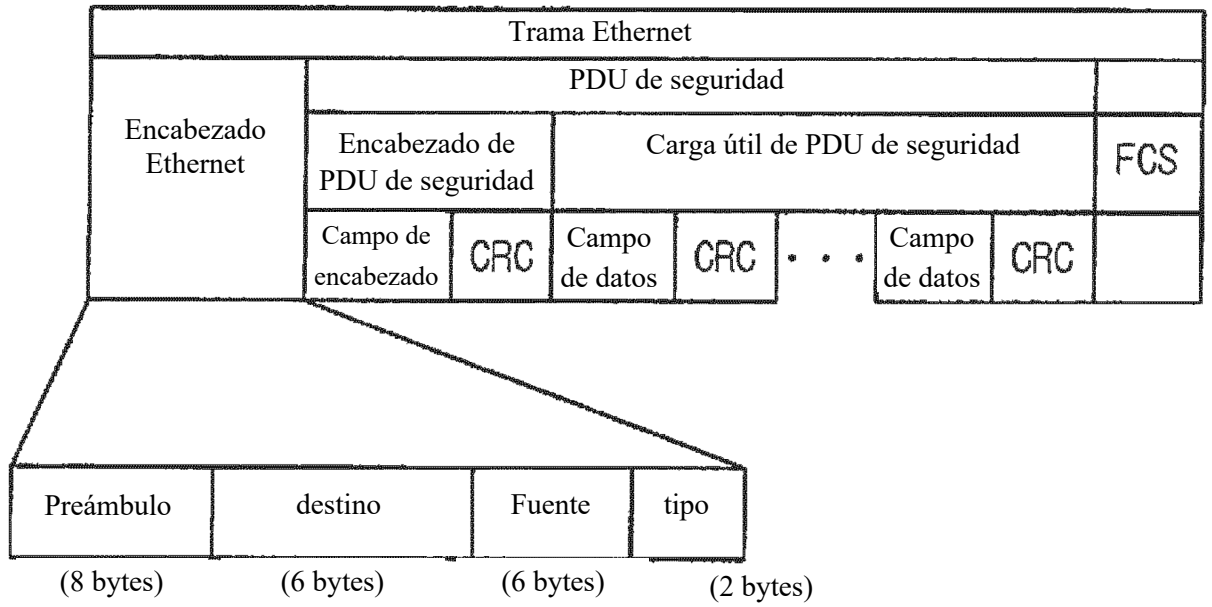 Trama Ethernet
PDU de seguridad
Encabezado
Ethernet
Encabezado de
PDU de seguridad
Carga útil de PDU de seguridad
FCS
Campo de
encabezado
CRC
Campo
de datos
CRC
. . .
Campo
de datos
CRC
Preámbulo
destino
Fuente
tipo
(8 bytes)
(6 bytes)
(6 bytes)
(2 bytes)